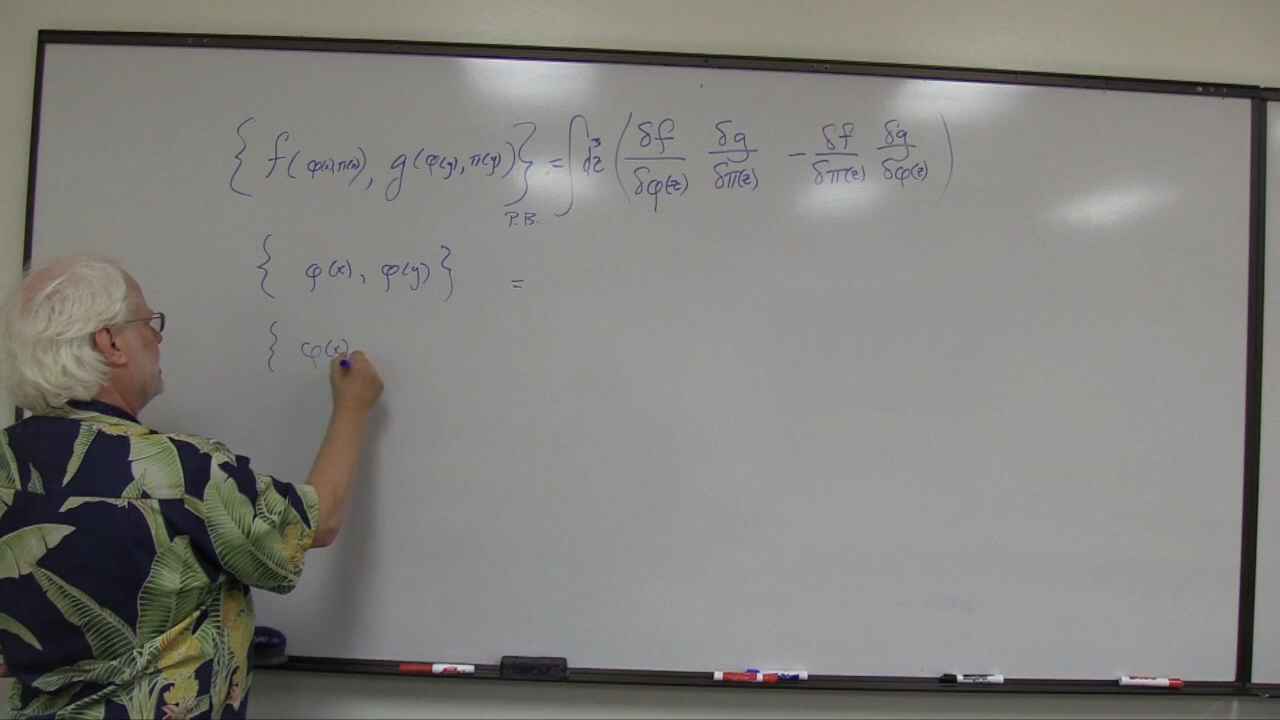 { f(φ(x),π(x)), g(φ(y),π(y)) }_{P.B.} = ∫ d³z ( δf/δφ(z) δg/δπ(z) - δf/δπ(z) δg/δφ(z) )
{ φ(x), φ(y) } =
{ φ(x)